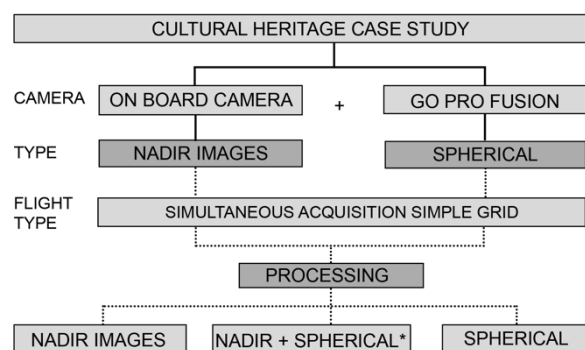 CULTURAL HERITAGE CASE STUDY
CAMERA ON BOARD CAMERA + GO PRO FUSION
TYPE NADIR IMAGES SPHERICAL
FLIGHT TYPE SIMULTANEOUS ACQUISITION SIMPLE GRID
PROCESSING
NADIR IMAGES NADIR + SPHERICAL* SPHERICAL